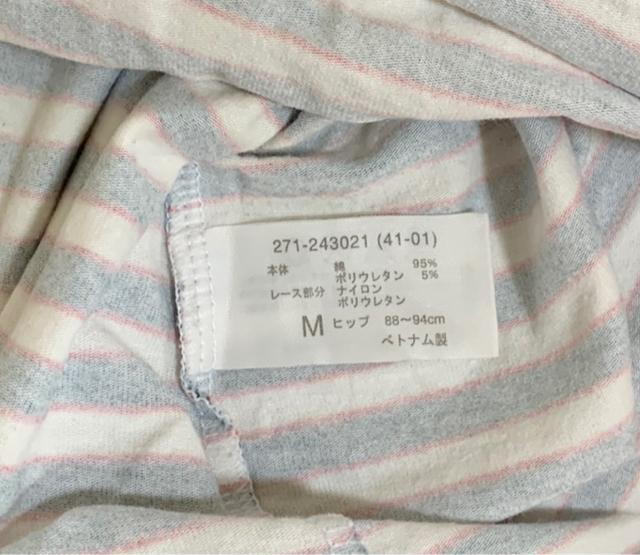 271-243021 (41-01)
本体 綿 95%
ポリウレタン 5%
レース部分 ナイロン
ポリウレタン
M ヒップ 88〜94cm
ベトナム製